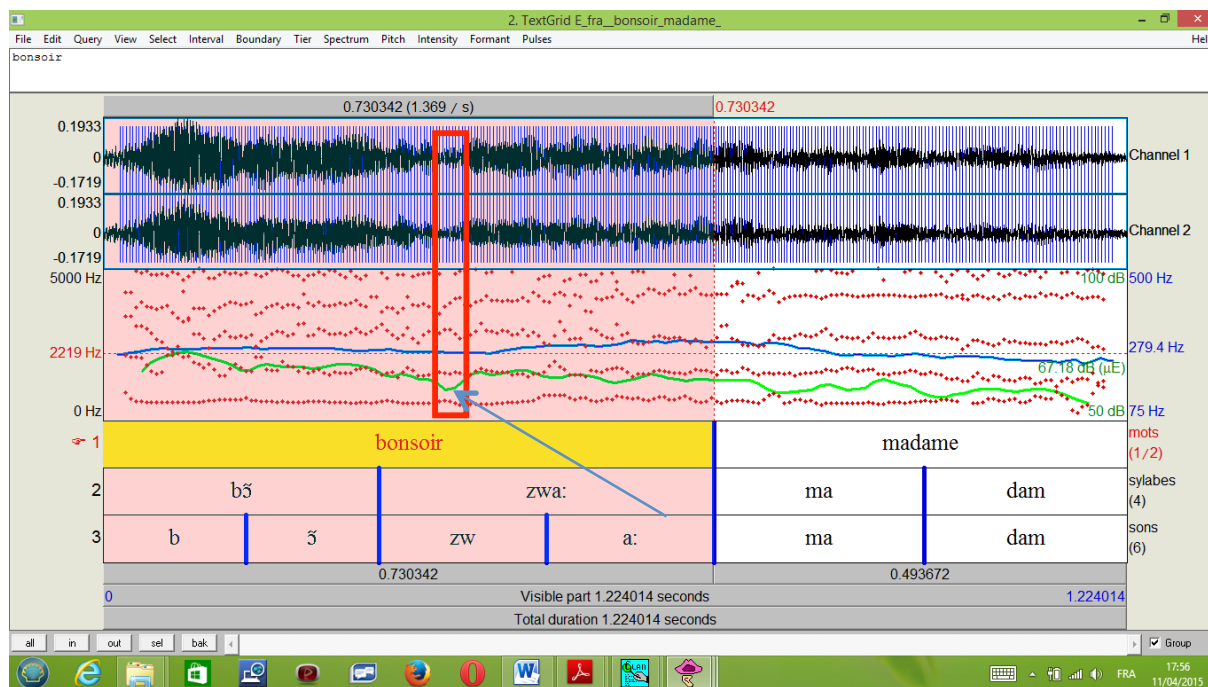 2. TextGrid E_fra__bonsoir_madame_
File Edit Query View Select Interval Boundary Tier Spectrum Pitch Intensity Formant Pulses Hel
bonsoir
0.730342 (1.369 / s) 0.730342
0.1933
0 Channel 1
-0.1719
0.1933
0 Channel 2
-0.1719
5000 Hz 100 dB 500 Hz
2219 Hz 279.4 Hz
67.18 dB (µE)
0 Hz 50 dB 75 Hz
1 bonsoir madame mots
(1/2)
2 bɔ̃ zwa: ma dam sylabes
(4)
3 b ɔ̃ zw a: ma dam sons
(6)
0.730342 0.493672
0 Visible part 1.224014 seconds 1.224014
Total duration 1.224014 seconds
all in out sel bak Group
FRA 17:56
11/04/2015